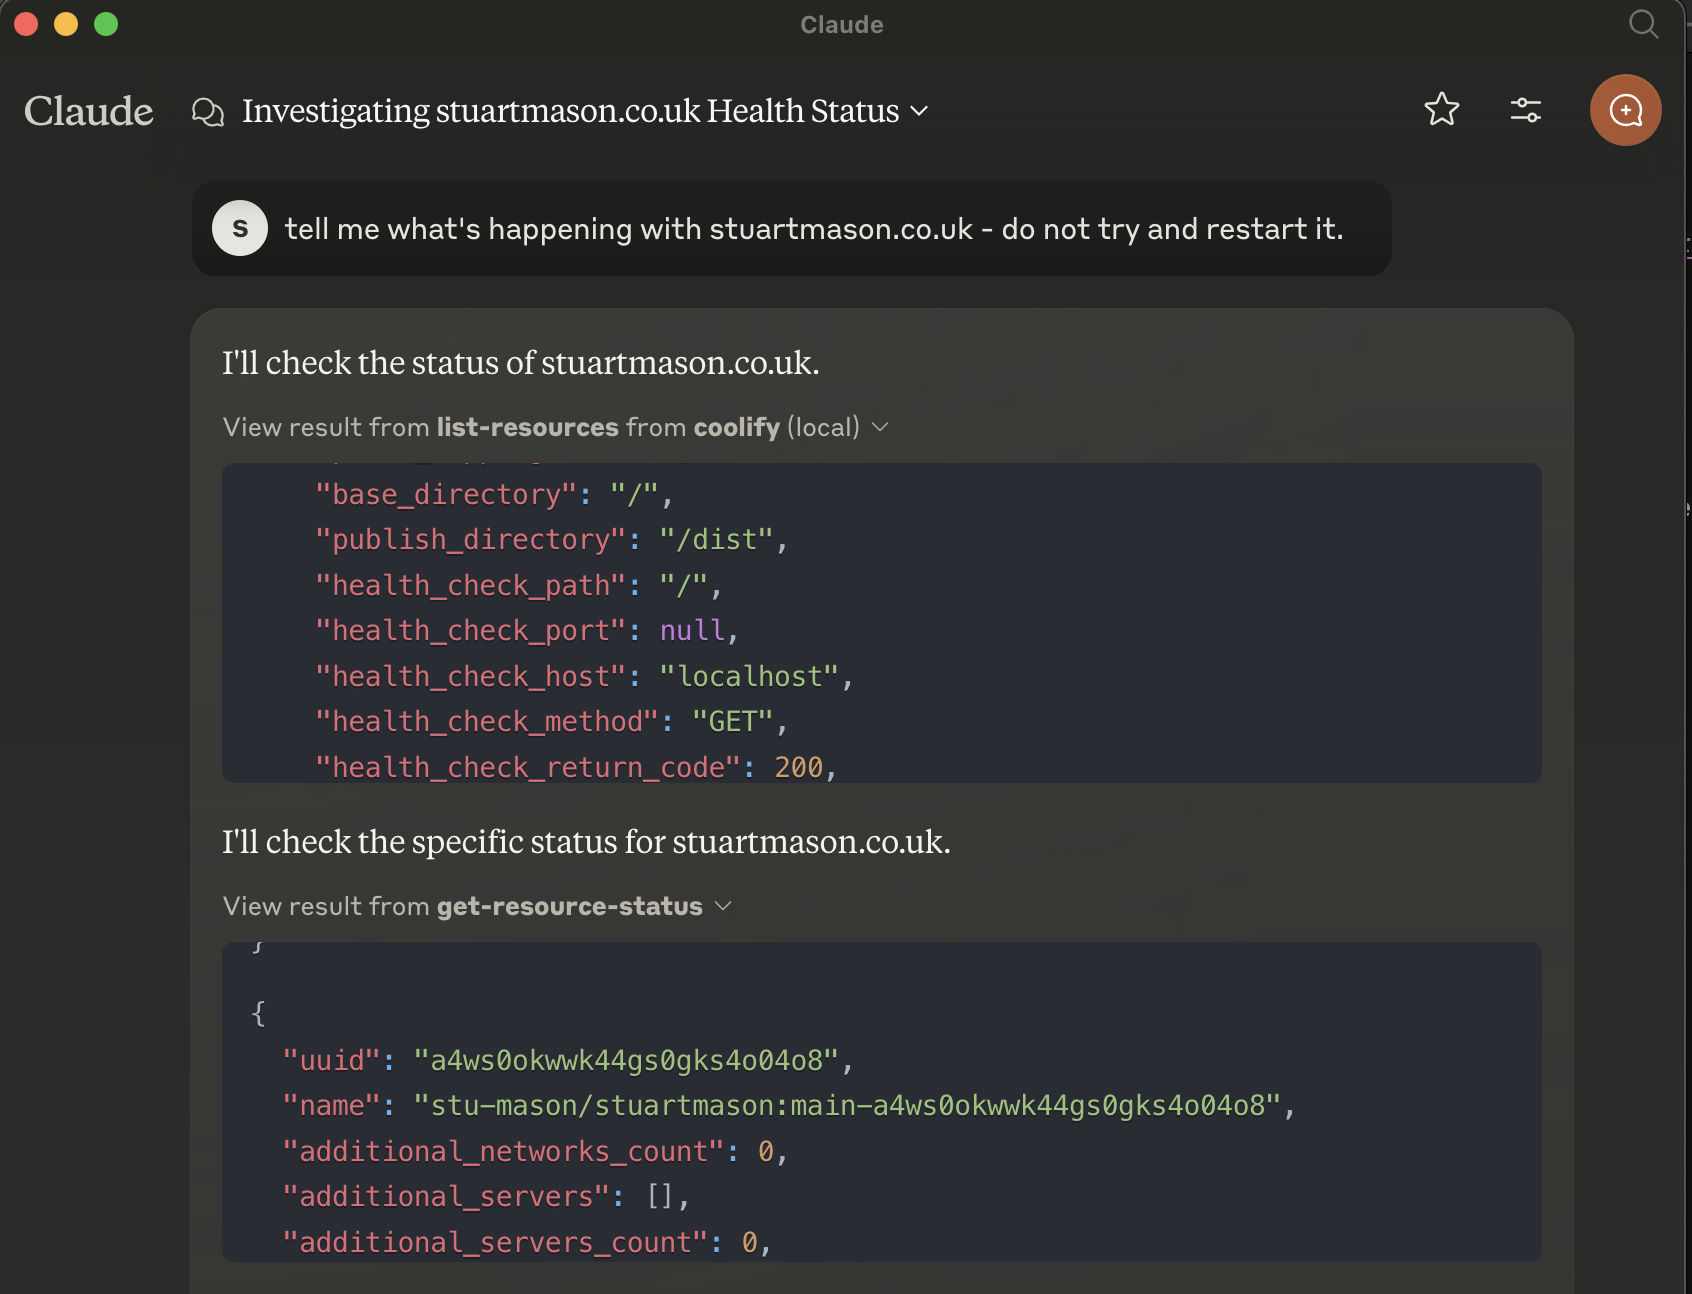 Claude
Claude
Investigating stuartmason.co.uk Health Status
S
tell me what's happening with stuartmason.co.uk - do not try and restart it.
I'll check the status of stuartmason.co.uk.
View result from list-resources from coolify (local)
"base_directory": "/",
"publish_directory": "/dist",
"health_check_path": "/",
"health_check_port": null,
"health_check_host": "localhost",
"health_check_method": "GET",
"health_check_return_code": 200,
I'll check the specific status for stuartmason.co.uk.
View result from get-resource-status
}
{
"uuid": "a4ws0okwwk44gs0gks4o04o8",
"name": "stu-mason/stuartmason:main-a4ws0okwwk44gs0gks4o04o8",
"additional_networks_count": 0,
"additional_servers": [],
"additional_servers_count": 0,